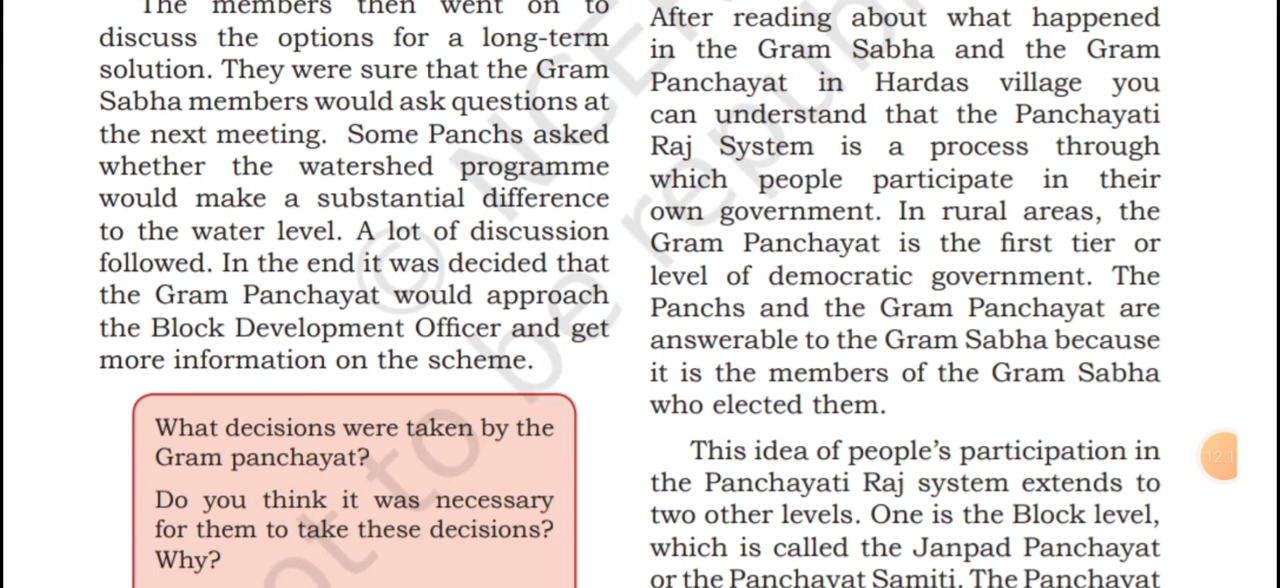 The members then went on to
discuss the options for a long-term
solution. They were sure that the Gram
Sabha members would ask questions at
the next meeting. Some Panchs asked
whether the watershed programme
would make a substantial difference
to the water level. A lot of discussion
followed. In the end it was decided that
the Gram Panchayat would approach
the Block Development Officer and get
more information on the scheme.
What decisions were taken by the
Gram panchayat?
Do you think it was necessary
for them to take these decisions?
Why?
After reading about what happened
in the Gram Sabha and the Gram
Panchayat in Hardas village you
can understand that the Panchayati
Raj System is a process through
which people participate in their
own government. In rural areas, the
Gram Panchayat is the first tier or
level of democratic government. The
Panchs and the Gram Panchayat are
answerable to the Gram Sabha because
it is the members of the Gram Sabha
who elected them.
This idea of people's participation in
the Panchayati Raj system extends to
two other levels. One is the Block level,
which is called the Janpad Panchayat
or the Panchayat Samiti. The Panchayat
12:1
© NCER
not to be republ